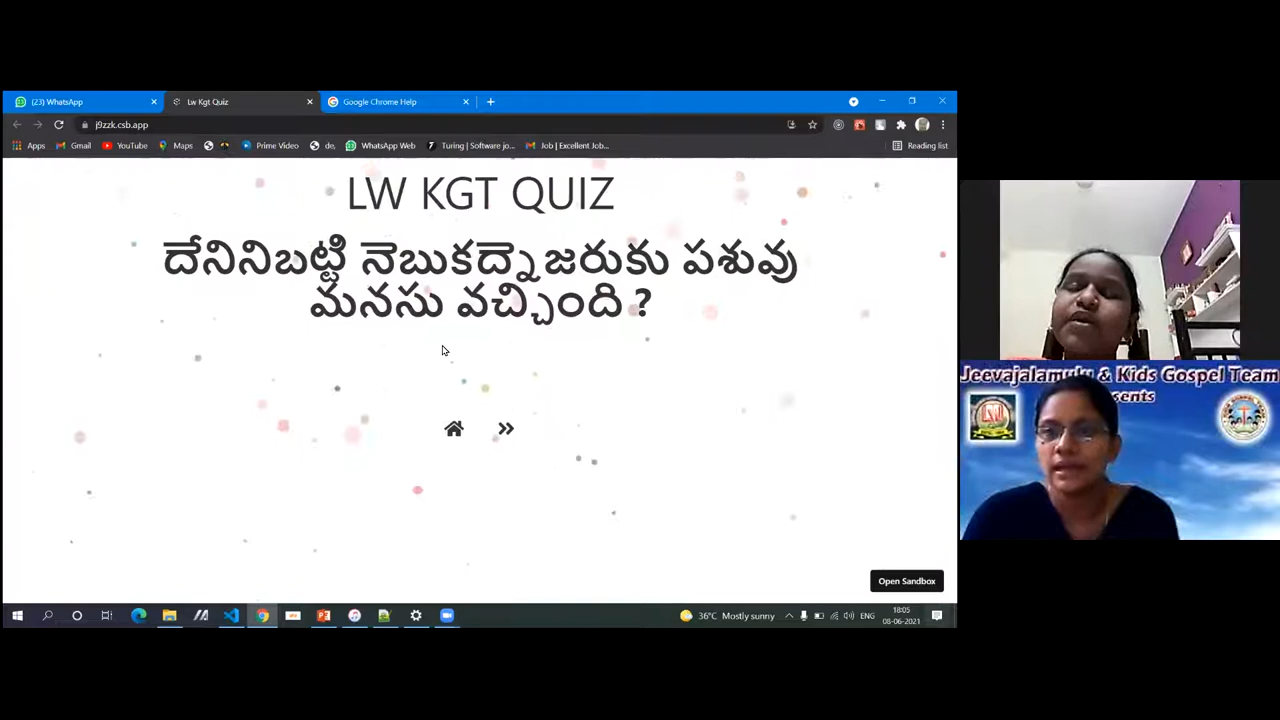 (23) WhatsApp
Lw Kgt Quiz
Google Chrome Help
j9zzk.csb.app
Apps
Gmail
YouTube
Maps
de,
Prime Video
WhatsApp Web
Turing | Software jo...
Job | Excellent Job...
Reading list
LW KGT QUIZ
దేనినిబట్టి నెబుకద్నెజరుకు పశువు
మనసు వచ్చింది?
Open Sandbox
36°C Mostly sunny
ENG
18:05
08-06-2021
Jeevajalamulu & Kids Gospel Team